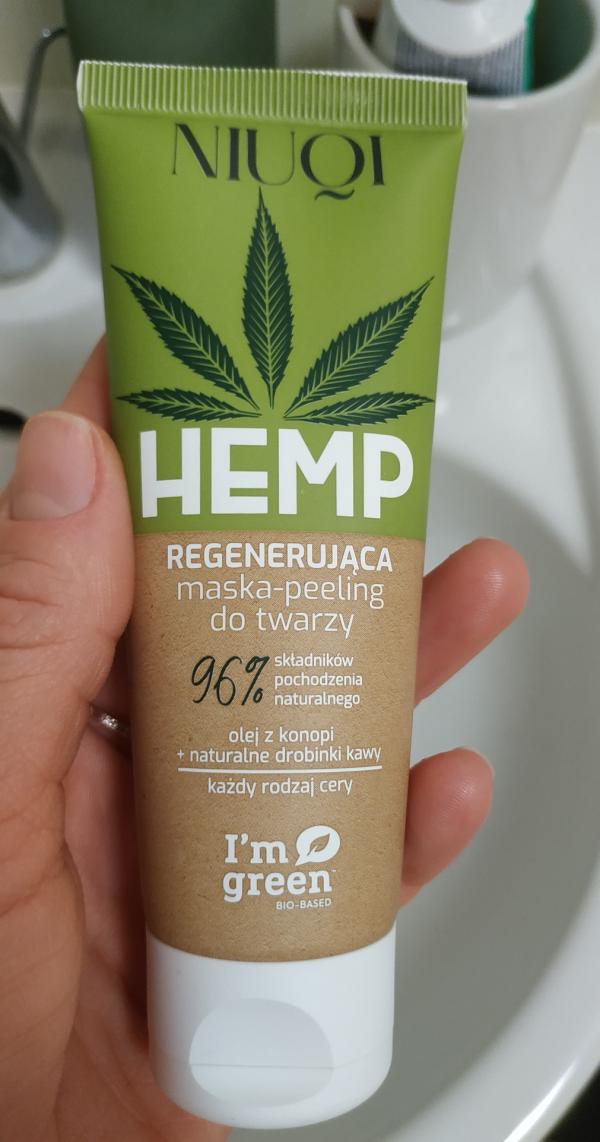 NIUQI
HEMP
REGENERUJĄCA
maska-peeling
do twarzy
96% składników
pochodzenia
naturalnego
olej z konopi
+ naturalne drobinki kawy
każdy rodzaj cery
I'm
green™
BIO-BASED